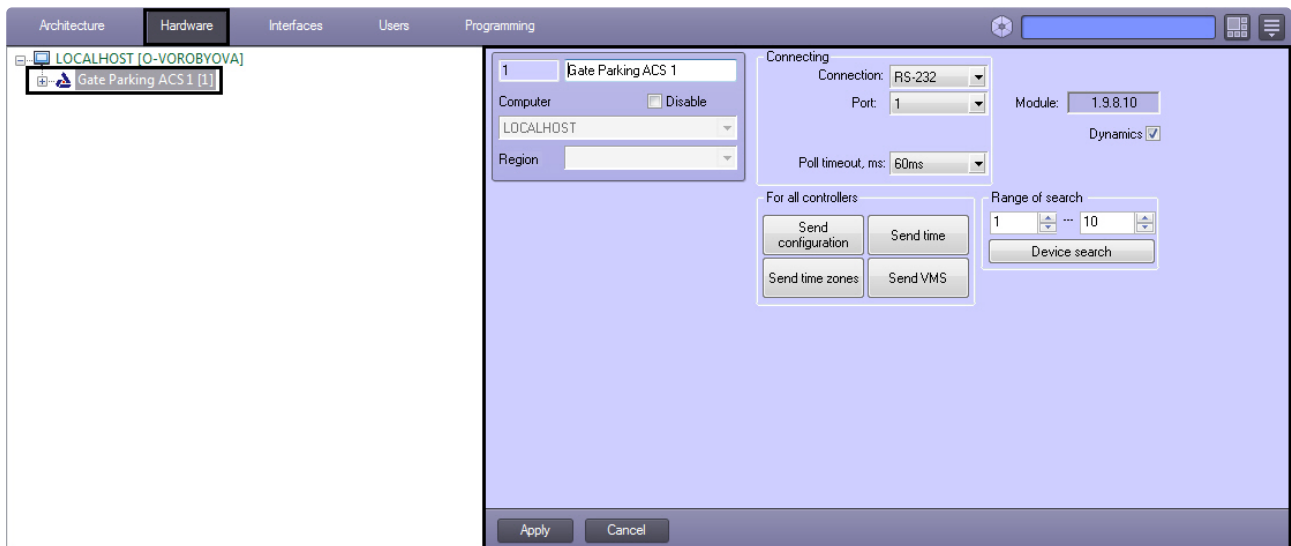 Architecture Hardware Interfaces Users Programming
LOCALHOST [O-VOROBYOVA]
Gate Parking ACS 1 [1]
1 Gate Parking ACS 1
Computer Disable
LOCALHOST
Region
Connecting
Connection: RS-232
Port: 1
Poll timeout, ms: 60ms
Module: 1.9.8.10
Dynamics
For all controllers
Send configuration
Send time
Send time zones
Send VMS
Range of search
1 --- 10
Device search
Apply Cancel